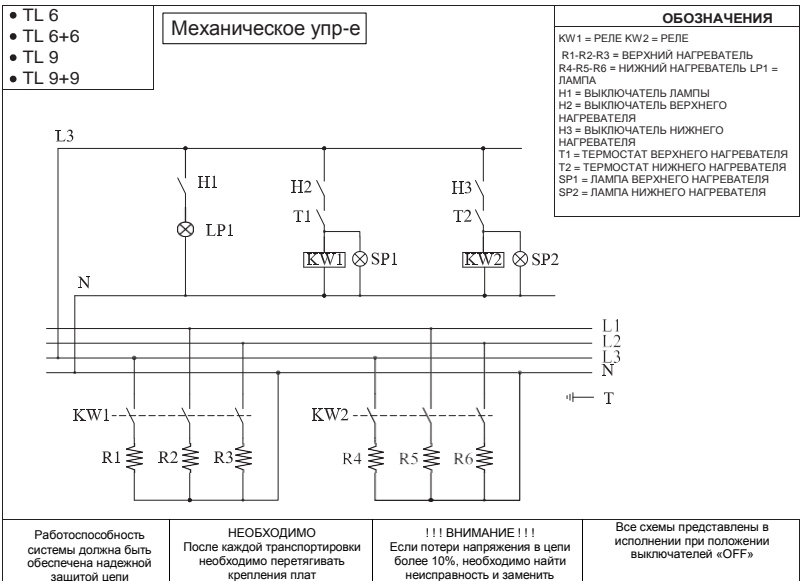 • TL 6
• TL 6+6
• TL 9
• TL 9+9
Механическое упр-е
ОБОЗНАЧЕНИЯ
KW1 = РЕЛЕ KW2 = РЕЛЕ
R1-R2-R3 = ВЕРХНИЙ НАГРЕВАТЕЛЬ
R4-R5-R6 = НИЖНИЙ НАГРЕВАТЕЛЬ LP1 =
ЛАМПА
H1 = ВЫКЛЮЧАТЕЛЬ ЛАМПЫ
H2 = ВЫКЛЮЧАТЕЛЬ ВЕРХНЕГО
НАГРЕВАТЕЛЯ
H3 = ВЫКЛЮЧАТЕЛЬ НИЖНЕГО
НАГРЕВАТЕЛЯ
T1 = ТЕРМОСТАТ ВЕРХНЕГО НАГРЕВАТЕЛЯ
T2 = ТЕРМОСТАТ НИЖНЕГО НАГРЕВАТЕЛЯ
SP1 = ЛАМПА ВЕРХНЕГО НАГРЕВАТЕЛЯ
SP2 = ЛАМПА НИЖНЕГО НАГРЕВАТЕЛЯ
L3
H1 H2 H3
LP1 T1 T2
KW1 SP1 KW2 SP2
N
L1
L2
L3
N
T
KW1 KW2
R1 R2 R3 R4 R5 R6
Работоспособность
системы должна быть
обеспечена надежной
защитой цепи
НЕОБХОДИМО
После каждой транспортировки
необходимо перетягивать
крепления плат
!!! ВНИМАНИЕ !!!
Если потери напряжения в цепи
более 10%, необходимо найти
неисправность и заменить
Все схемы представлены в
исполнении при положении
выключателей «OFF»